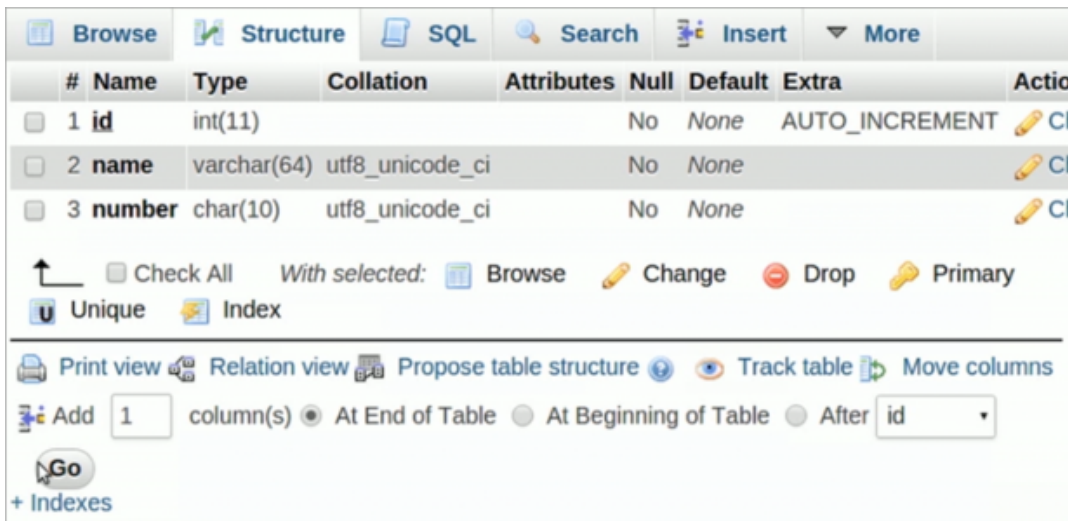 Browse Structure SQL Search Insert More
# Name Type Collation Attributes Null Default Extra
1 id int(11) No None AUTO_INCREMENT
2 name varchar(64) utf8_unicode_ci No None
3 number char(10) utf8_unicode_ci No None
Check All With selected: Browse Change Drop Primary
U Unique Index
Print view Relation view Propose table structure Track table Move columns
Add 1 column(s) At End of Table At Beginning of Table After id
Go
+ Indexes